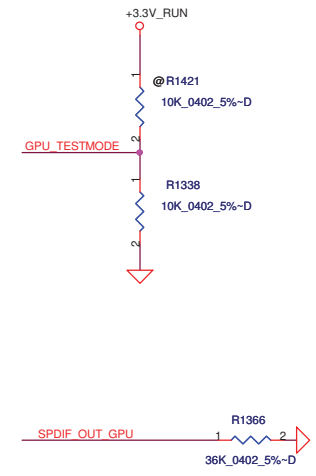 +3.3V_RUN
1
@R1421
10K_0402_5%~D
2
GPU_TESTMODE
1
R1338
10K_0402_5%~D
2
R1366
SPDIF_OUT_GPU
1 2
36K_0402_5%~D